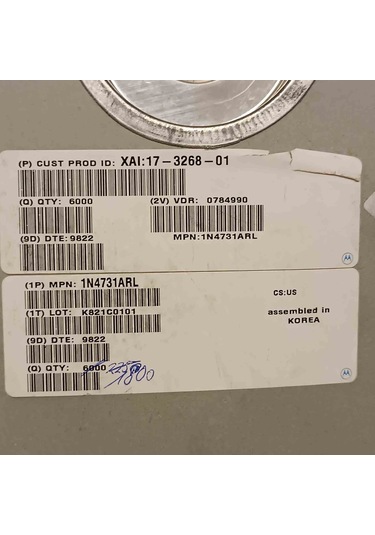 (P) CUST PROD ID: XAI:17-3268-01
(Q) QTY: 6000 (2V) VDR: 0784990
(9D) DTE: 9822 MPN:1N4731ARL
(1P) MPN: 1N4731ARL
CS:US
(1T) LOT: K821C0101 assembled in
KOREA
(9D) DTE: 9822
(Q) QTY: 6000
1800